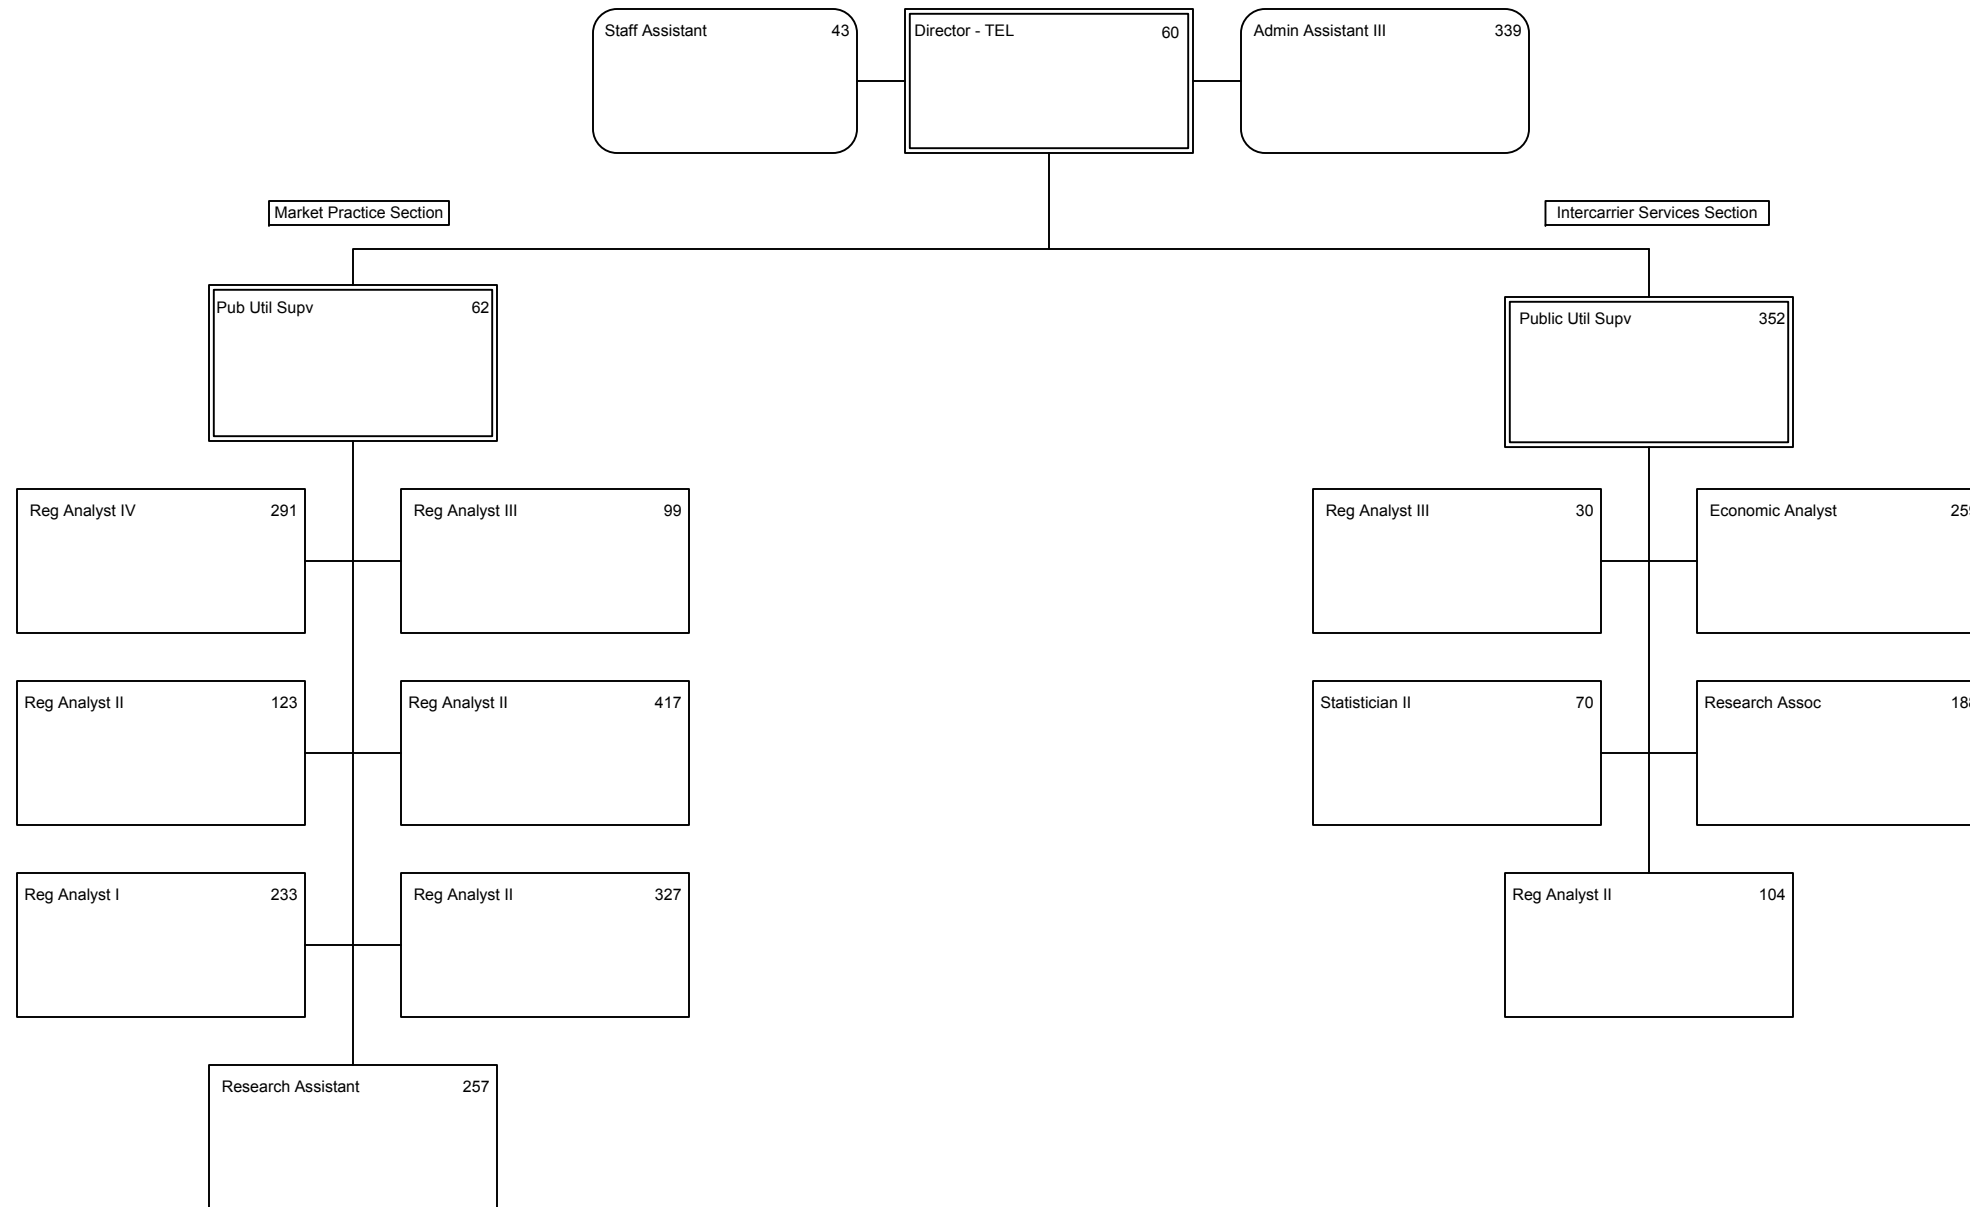 Staff Assistant 43
Director - TEL 60
Admin Assistant III 339
Market Practice Section
Intercarrier Services Section
Pub Util Supv 62
Public Util Supv 352
Reg Analyst IV 291
Reg Analyst III 99
Reg Analyst III 30
Economic Analyst
Reg Analyst II 123
Reg Analyst II 417
Statistician II 70
Research Assoc
Reg Analyst I 233
Reg Analyst II 327
Reg Analyst II 104
Research Assistant 257